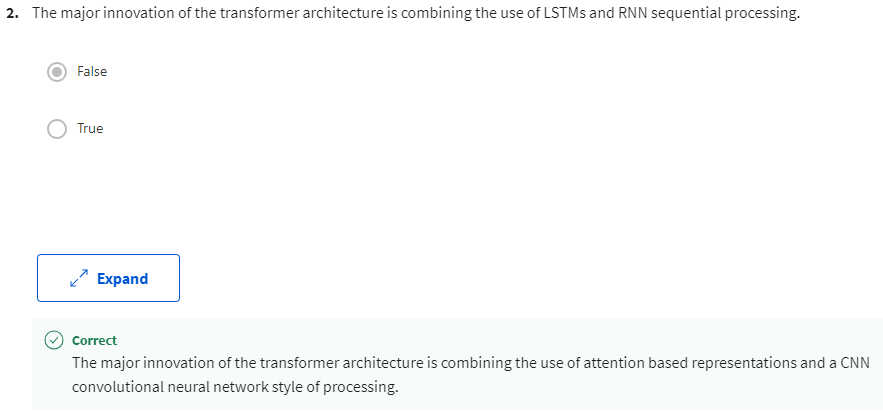 2. The major innovation of the transformer architecture is combining the use of LSTMs and RNN sequential processing.
False
True
Expand
Correct
The major innovation of the transformer architecture is combining the use of attention based representations and a CNN
convolutional neural network style of processing.